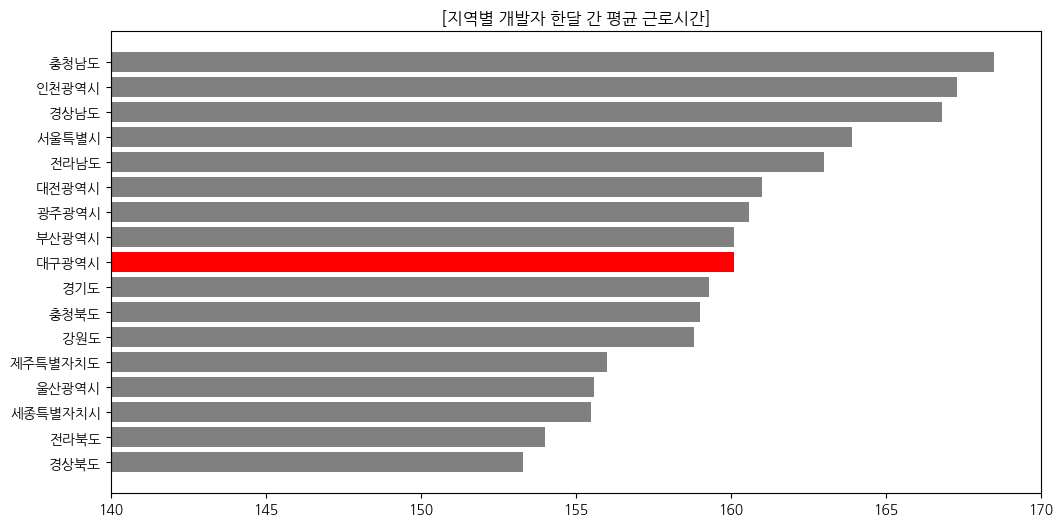 [지역별 개발자 한달 간 평균 근로시간]
충청남도
인천광역시
경상남도
서울특별시
전라남도
대전광역시
광주광역시
부산광역시
대구광역시
경기도
충청북도
강원도
제주특별자치도
울산광역시
세종특별자치시
전라북도
경상북도
140 145 150 155 160 165 170